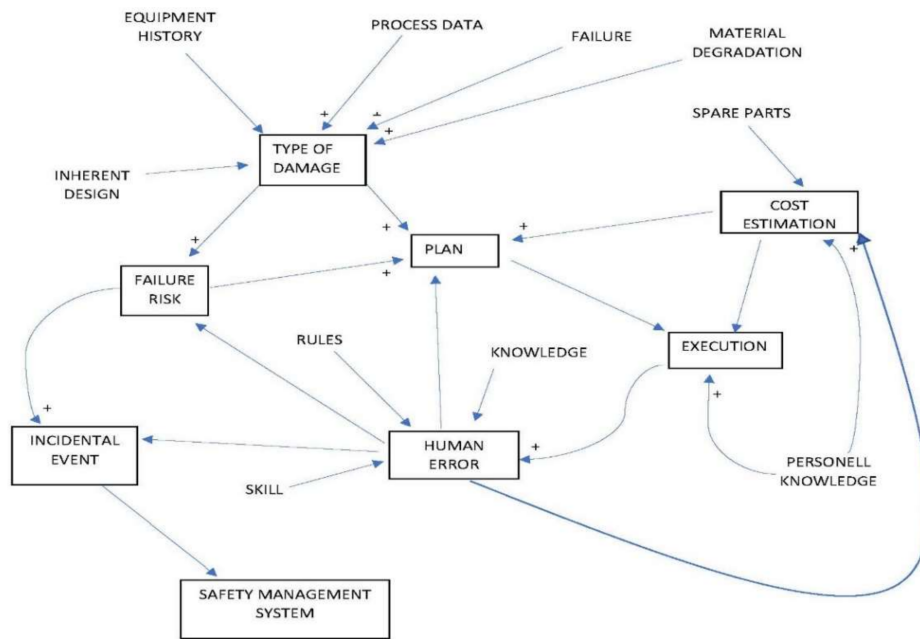 EQUIPMENT
HISTORY
PROCESS DATA
FAILURE
MATERIAL
DEGRADATION
+
+
+
SPARE PARTS
TYPE OF
DAMAGE
INHERENT
DESIGN
COST
ESTIMATION
+
+
+
+
PLAN
+
FAILURE
RISK
RULES
KNOWLEDGE
EXECUTION
+
+
INCIDENTAL
EVENT
HUMAN
ERROR
+
SKILL
PERSONELL
KNOWLEDGE
SAFETY MANAGEMENT
SYSTEM